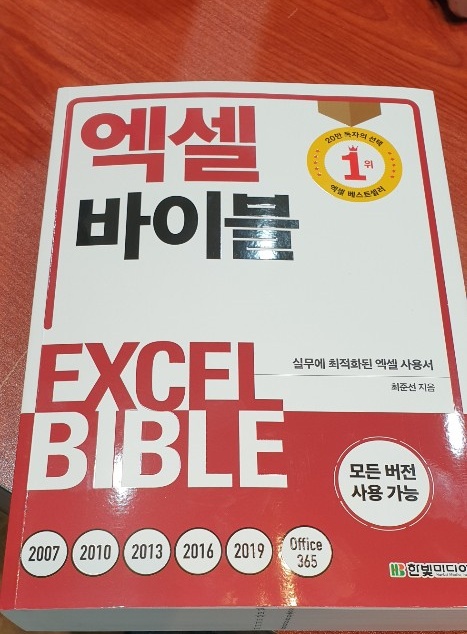 엑셀
바이블
20만 독자의 선택
1위
엑셀 베스트셀러
실무에 최적화된 엑셀 사용서
최준선 지음
EXCEL
BIBLE
모든 버전
사용 가능
2007
2010
2013
2016
2019
Office
365
HB 한빛미디어